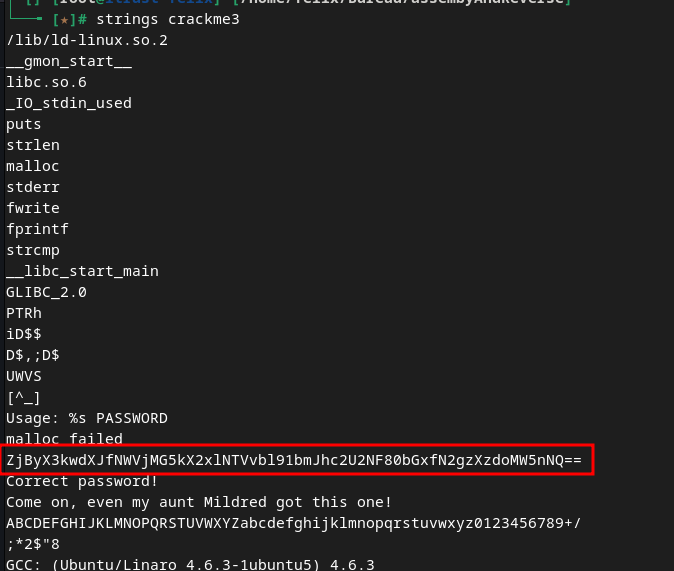 [★]# strings crackme3
/lib/ld-linux.so.2
__gmon_start__
libc.so.6
_IO_stdin_used
puts
strlen
malloc
stderr
fwrite
fprintf
strcmp
__libc_start_main
GLIBC_2.0
PTRh
iD$$
D$,;D$
UWVS
[^_]
Usage: %s PASSWORD
malloc failed
ZjByX3kwdXJfNWVjMG5kX2xlNTVvbl91bmJhc2U2NF80bGxfN2gzXzdoMW5nNQ==
Correct password!
Come on, even my aunt Mildred got this one!
ABCDEFGHIJKLMNOPQRSTUVWXYZabcdefghijklmnopqrstuvwxyz0123456789+/
;*2$"8
GCC: (Ubuntu/Linaro 4.6.3-1ubuntu5) 4.6.3